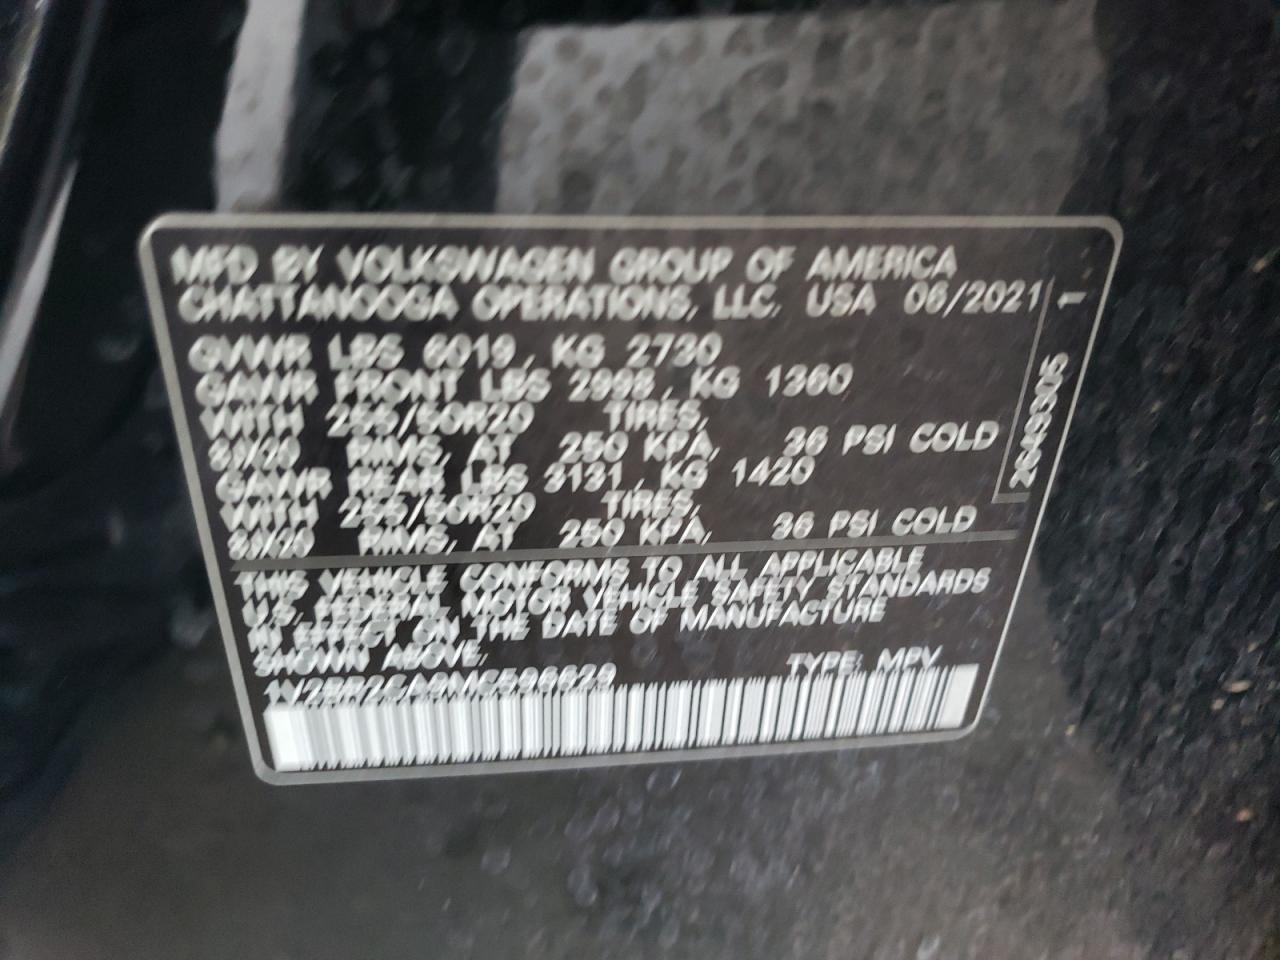 MFD BY VOLKSWAGEN GROUP OF AMERICA
CHATTANOOGA OPERATIONS, LLC. USA 06/2021 1
GVWR LBS 6019, KG 2730
GAWR FRONT LBS 2998, KG 1360
WITH 255/50R20 TIRES,
8JX20 RIMS, AT 250 KPA, 36 PSI COLD
GAWR REAR LBS 3131, KG 1420
WITH 255/50R20 TIRES,
8JX20 RIMS, AT 250 KPA, 36 PSI COLD
THIS VEHICLE CONFORMS TO ALL APPLICABLE
U.S. FEDERAL MOTOR VEHICLE SAFETY STANDARDS
IN EFFECT ON THE DATE OF MANUFACTURE
SHOWN ABOVE.
TYPE: MPV